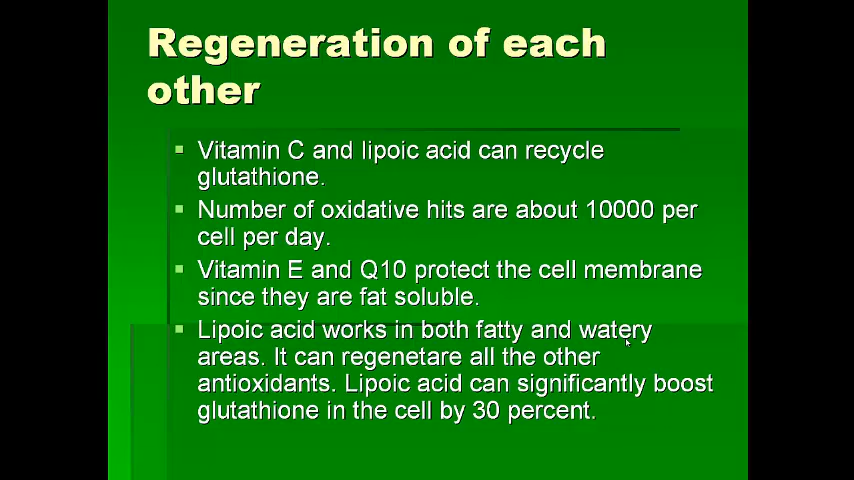 Regeneration of each
other
Vitamin C and lipoic acid can recycle
glutathione.
Number of oxidative hits are about 10000 per
cell per day.
Vitamin E and Q10 protect the cell membrane
since they are fat soluble.
Lipoic acid works in both fatty and watery
areas. It can regenetare all the other
antioxidants. Lipoic acid can significantly boost
glutathione in the cell by 30 percent.